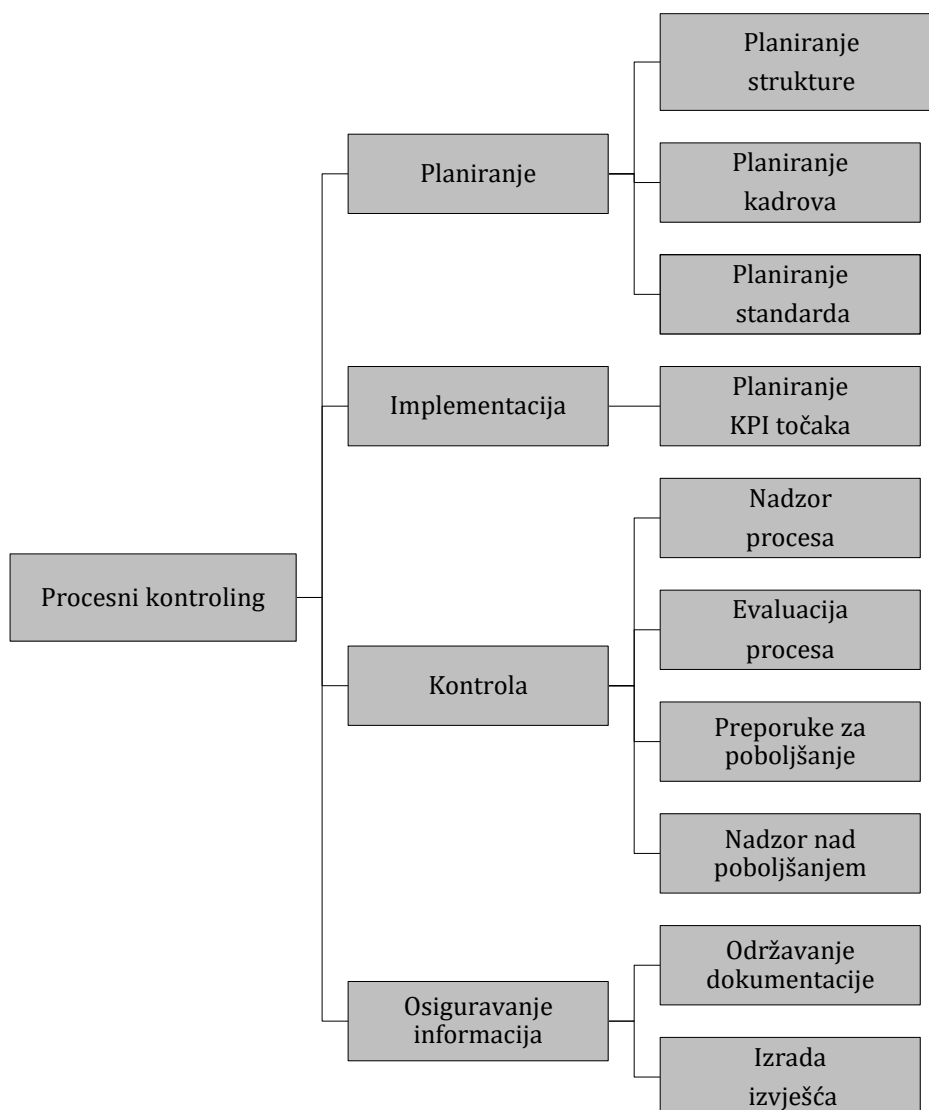 Planiranje
strukture
Planiranje
Planiranje
kadrova
Planiranje
standarda
Implementacija
Planiranje
KPI točaka
Procesni kontroling
Kontrola
Nadzor
procesa
Evaluacija
procesa
Preporuke za
poboljšanje
Nadzor nad
poboljšanjem
Osiguravanje
informacija
Održavanje
dokumentacije
Izrada
izvješća